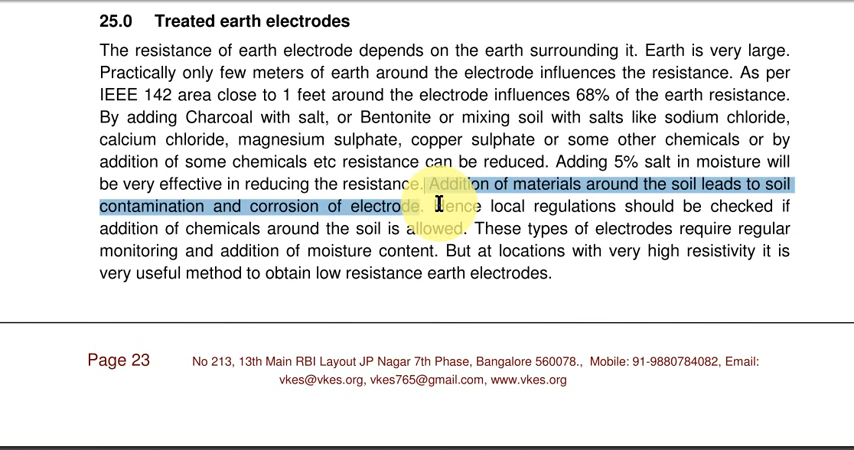 25.0 Treated earth electrodes
The resistance of earth electrode depends on the earth surrounding it. Earth is very large.
Practically only few meters of earth around the electrode influences the resistance. As per
IEEE 142 area close to 1 feet around the electrode influences 68% of the earth resistance.
By adding Charcoal with salt, or Bentonite or mixing soil with salts like sodium chloride,
calcium chloride, magnesium sulphate, copper sulphate or some other chemicals or by
addition of some chemicals etc resistance can be reduced. Adding 5% salt in moisture will
be very effective in reducing the resistance. Addition of materials around the soil leads to soil
contamination and corrosion of electrode. Hence local regulations should be checked if
addition of chemicals around the soil is allowed. These types of electrodes require regular
monitoring and addition of moisture content. But at locations with very high resistivity it is
very useful method to obtain low resistance earth electrodes.
Page 23 No 213, 13th Main RBI Layout JP Nagar 7th Phase, Bangalore 560078., Mobile: 91-9880784082, Email:
vkes@vkes.org, vkes765@gmail.com, www.vkes.org